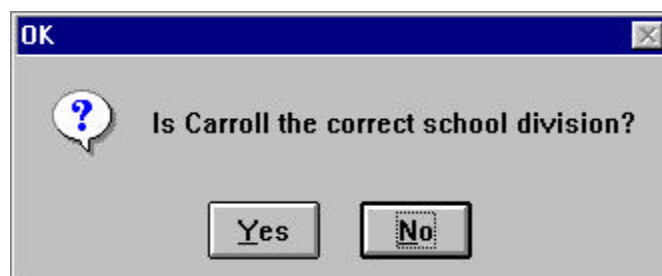 OK
Is Carroll the correct school division?
Yes No